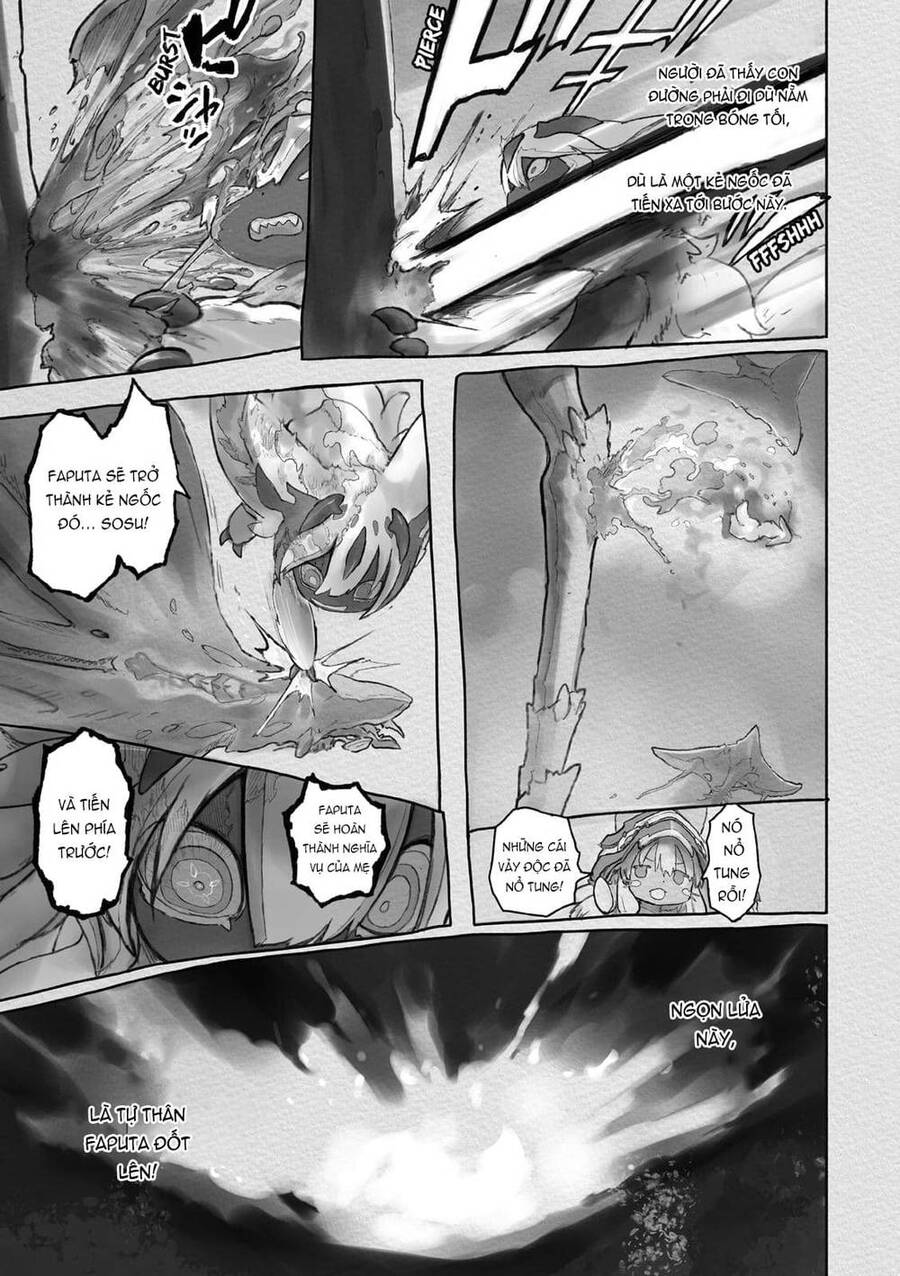 PIERCE
NGƯỜI ĐÃ THẤY CON
ĐƯỜNG PHẢI ĐI DÙ NẰM
TRONG BÓNG TỐI,
DÙ LÀ MỘT KẺ NGỐC ĐÃ
TIẾN XA TỚI BƯỚC NÀY.
FFFSHHH
BURST
NÓ
NỔ
TUNG
RỒI!
NHỮNG CÁI
VẢY ĐỘC ĐÃ
NỔ TUNG!
FAPUTA SẼ TRỞ
THÀNH KẺ NGỐC
ĐÓ... SOSU!
FAPUTA
SẼ HOÀN
THÀNH NGHĨA
VỤ CỦA MẸ
VÀ TIẾN
LÊN PHÍA
TRƯỚC!
NGỌN LỬA
NÀY,
LÀ TỰ THÂN
FAPUTA ĐỐT
LÊN!